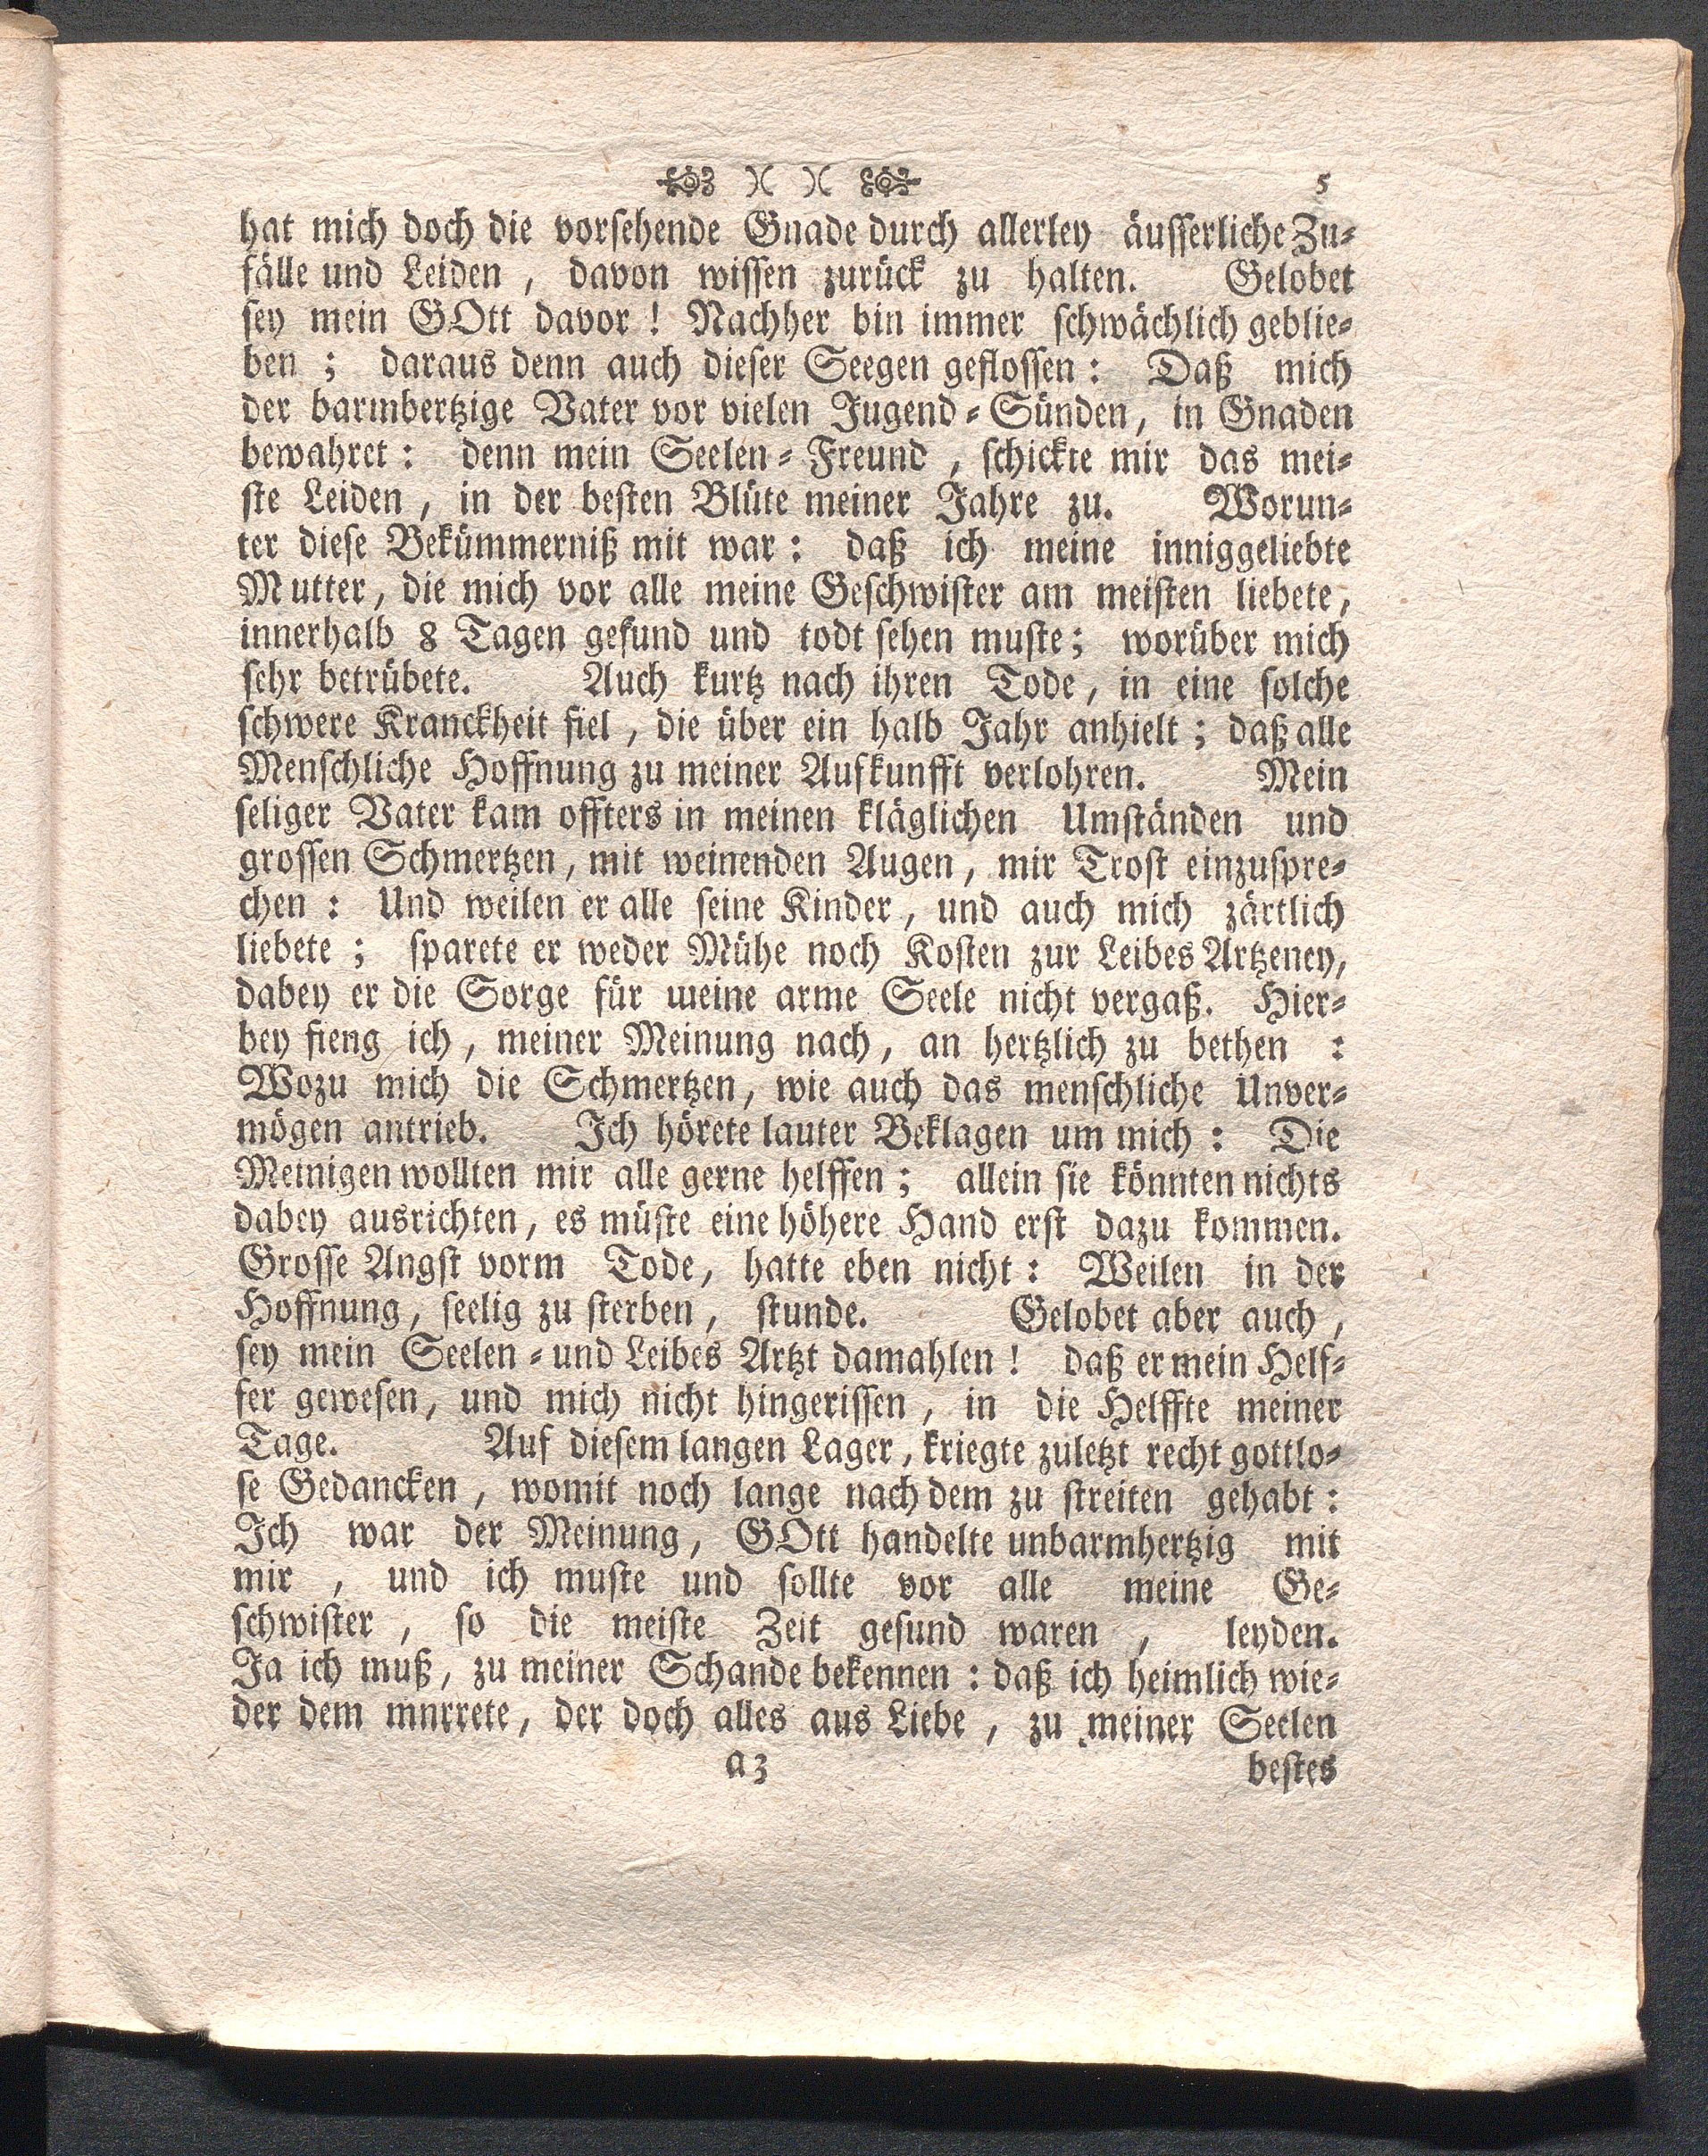 5
hat mich doch die vorsehende Gnade durch allerley äusserliche Zu-
fälle und Leiden, davon wissen zurück zu halten. Gelobet
sey mein GOtt davor! Nachher bin immer schwächlich geblie-
ben; daraus denn auch dieser Seegen geflossen: Daß mich
der barmbertzige Vater vor vielen Jugend-Sünden, in Gnaden
bewahret: denn mein Seelen-Freund, schickte mir das mei-
ste Leiden, in der besten Blüte meiner Jahre zu. Worun-
ter diese Bekümmerniß mit war: daß ich meine inniggeliebte
Mutter, die mich vor alle meine Geschwister am meisten liebete,
innerhalb 8 Tagen gesund und todt sehen muste; worüber mich
sehr betrübete. Auch kurtz nach ihren Tode, in eine solche
schwere Kranckheit fiel, die über ein halb Jahr anhielt; daß alle
Menschliche Hoffnung zu meiner Aufkunfft verlohren. Mein
seliger Vater kam offters in meinen kläglichen Umständen und
grossen Schmertzen, mit weinenden Augen, mir Trost einzuspre-
chen: Und weilen er alle seine Kinder, und auch mich zärtlich
liebete; sparete er weder Mühe noch Kosten zur Leibes Artzeney,
dabey er die Sorge für meine arme Seele nicht vergaß. Hier-
bey fieng ich, meiner Meinung nach, an hertzlich zu bethen:
Wozu mich die Schmertzen, wie auch das menschliche Unver-
mögen antrieb. Ich hörete lauter Beklagen um mich: Die
Meinigen wollten mir alle gerne helffen; allein sie könnten nichts
dabey ausrichten, es müste eine höhere Hand erst dazu kommen.
Grosse Angst vorm Tode, hatte eben nicht: Weilen in der
Hoffnung, seelig zu sterben, stunde. Gelobet aber auch,
sey mein Seelen- und Leibes Artzt damahlen! daß er mein Helf-
fer gewesen, und mich nicht hingerissen, in die Helffte meiner
Tage. Auf diesem langen Lager, kriegte zuletzt recht gottlo-
se Gedancken, womit noch lange nach dem zu streiten gehabt:
Ich war der Meinung, GOtt handelte unbarmhertzig mit
mir, und ich muste und sollte vor alle meine Ge-
schwister, so die meiste Zeit gesund waren, leyden.
Ja ich muß, zu meiner Schande bekennen: daß ich heimlich wie-
der dem mnrrete, der doch alles aus Liebe, zu meiner Seelen
a3 bestes